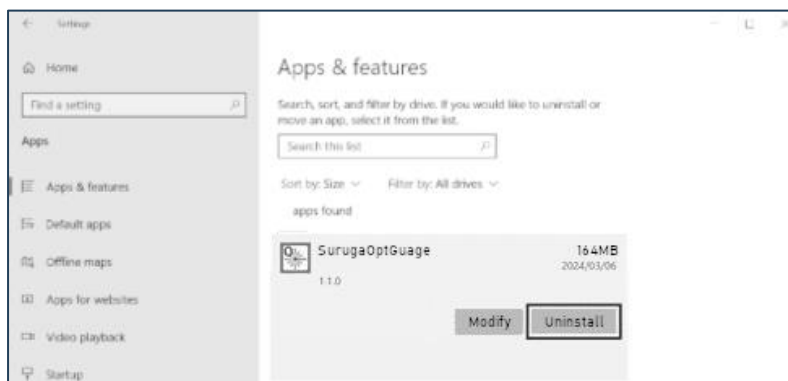 Settings
Home
Find a setting
Apps
Apps & features
Default apps
Offline maps
Apps for websites
Video playback
Startup
Apps & features
Search, sort, and filter by drive. If you would like to uninstall or
move an app, select it from the list.
Search this list
Sort by: Size Filter by: All drives
apps found
SurugaOptGuage 164MB
2024/03/06
1.1.0
Modify Uninstall